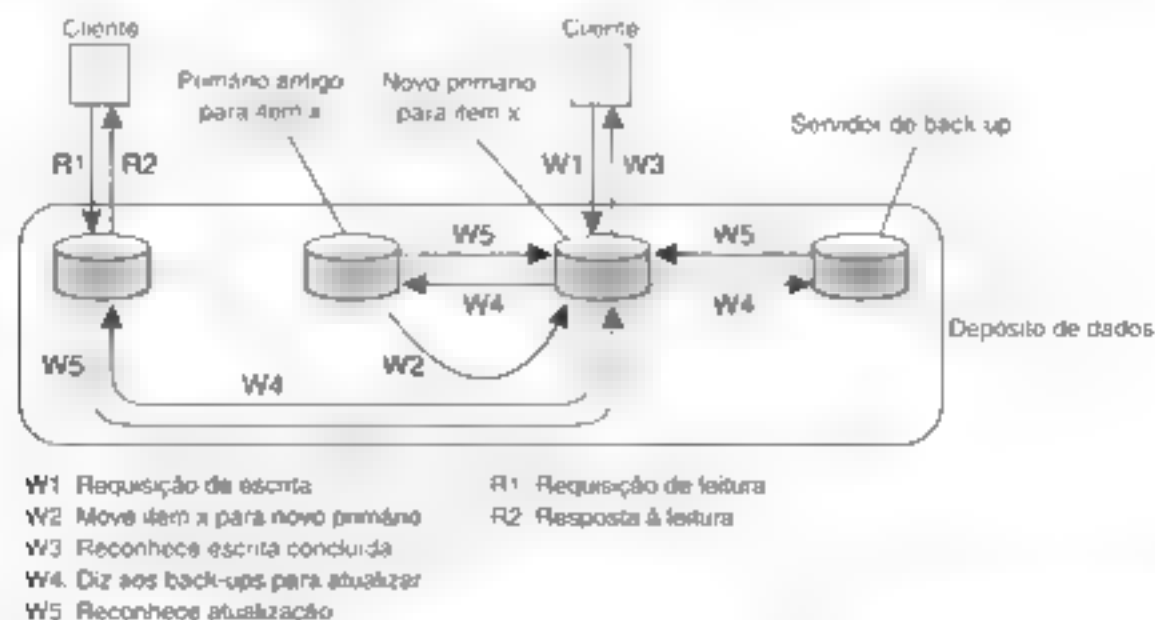 Cliente
Cliente
Primário antigo
para item x
Novo primário
para item x
Servidor de back-up
R1
R2
W1
W3
W5
W5
W4
W4
W5
W2
W4
Depósito de dados
W1 Requisição de escrita
W2 Move item x para novo primário
W3 Reconhece escrita concluída
W4 Diz aos back-ups para atualizar
W5 Reconhece atualização
R1 Requisição de leitura
R2 Resposta à leitura